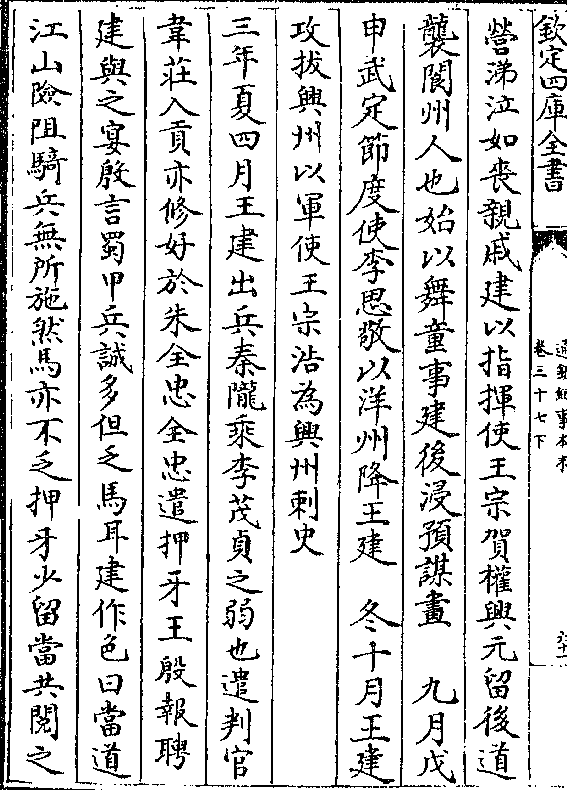 欽定四庫全書
通鑑紀事本末
卷三十七下
營涕泣如喪親戚建以指揮使王宗賀權興元留後道
襲閬州人也始以舞童事建後浸預謀畫　九月戊
申武定節度使李思敬以洋州降王建　冬十月王建
攻拔興州以軍使王宗浩為興州刺史
三年夏四月王建出兵秦隴乘李茂貞之弱也遣判官
韋莊入貢亦修好於朱全忠全忠遣押牙王殷報聘
建與之宴殷言蜀甲兵誠多但乏馬耳建作色曰當道
江山險阻騎兵無所施然馬亦不乏押牙少留當共閱之